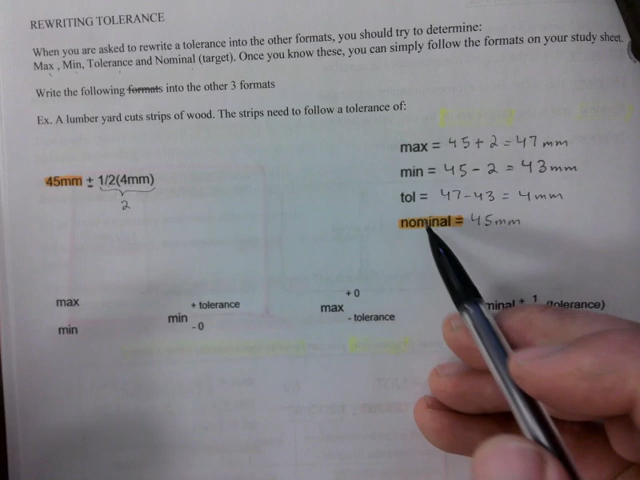 REWRITING TOLERANCE
When you are asked to rewrite a tolerance into the other formats, you should try to determine:
Max , Min, Tolerance and Nominal (target). Once you know these, you can simply follow the formats on your study sheet.
Write the following formats into the other 3 formats
Ex. A lumber yard cuts strips of wood. The strips need to follow a tolerance of:
max = 45 + 2 = 47 mm
min = 45 - 2 = 43 mm
45mm ± 1/2(4mm)
2
tol = 47 - 43 = 4mm
nominal = 45mm
max
min
min + tolerance
- 0
max + 0
- tolerance
minal ± 1 (tolerance)